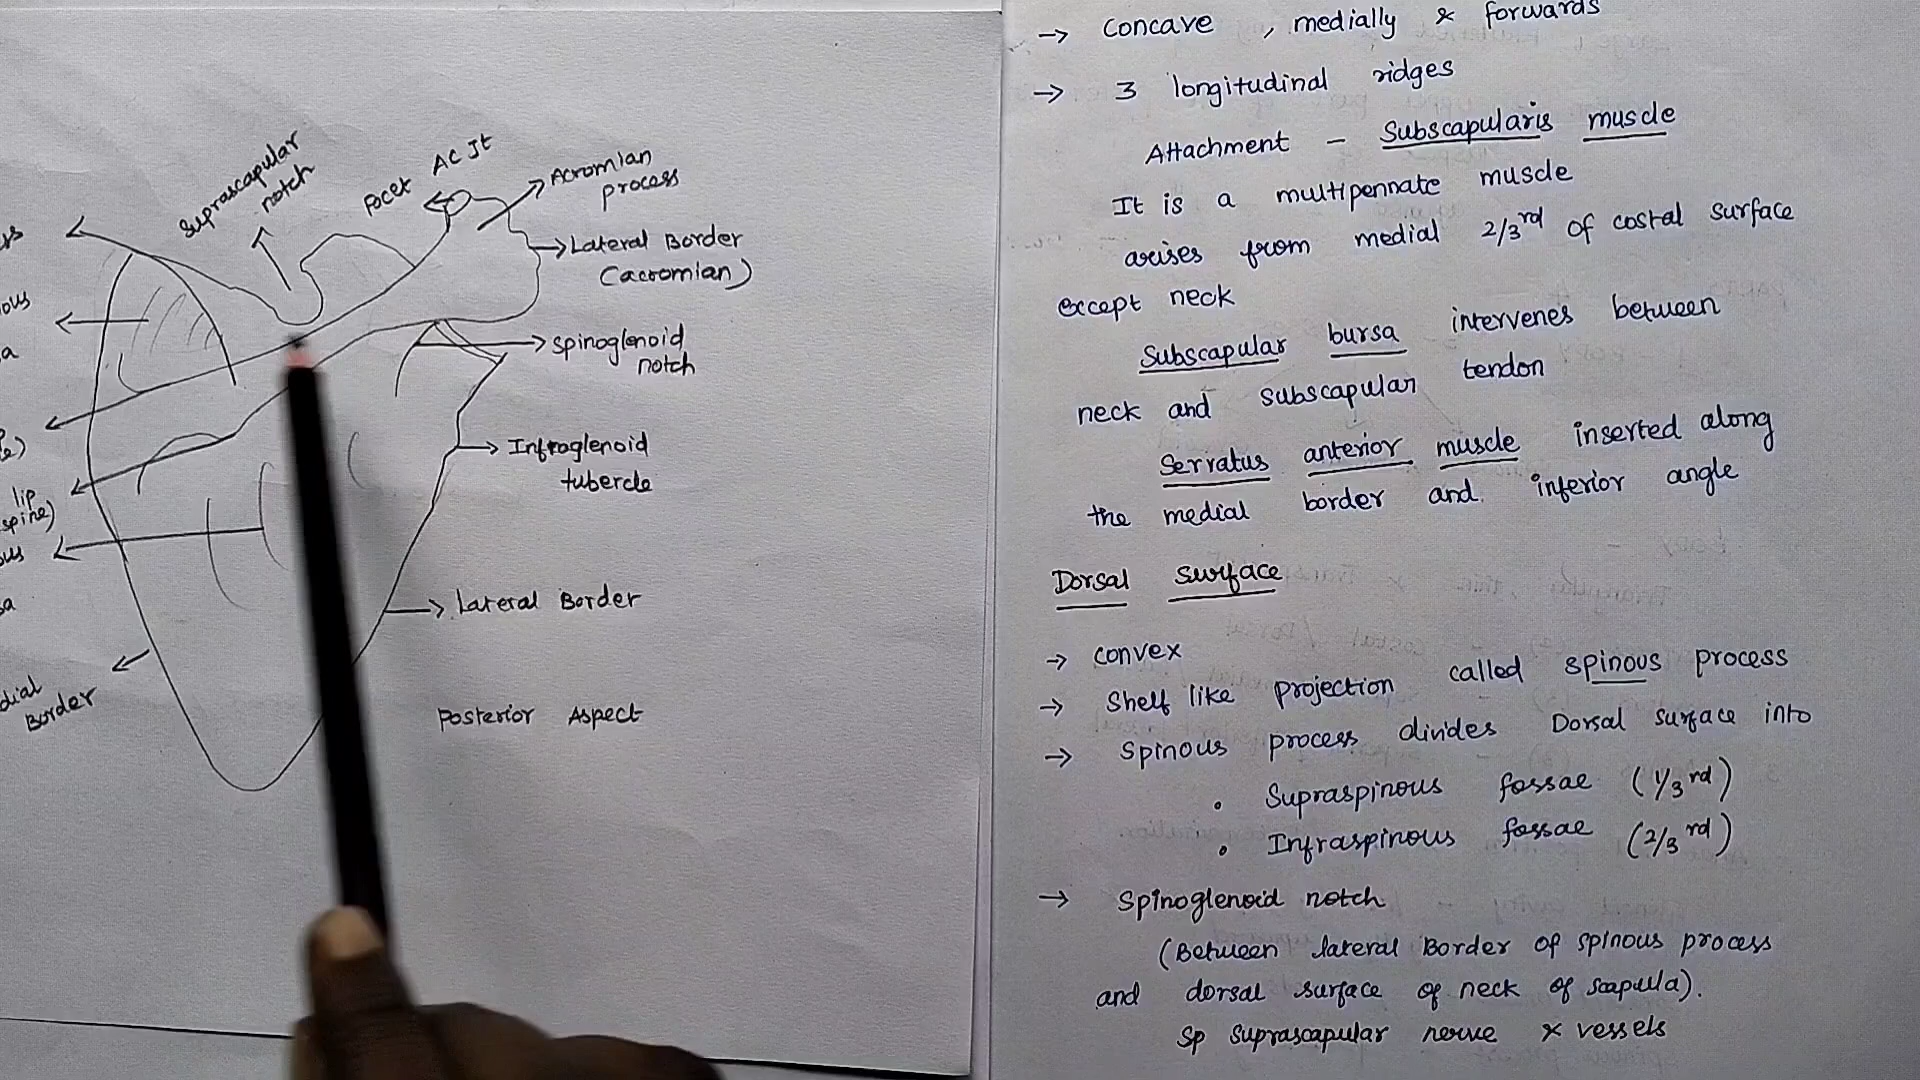 Suprascapular
notch
Facet AC Jt
Acromian
process
Lateral Border
(acromian)
Spinoglenoid
notch
Infraglenoid
tubercle
lip
spine)
Lateral Border
Border
Posterior Aspect
→ Concave , medially & forwards
→ 3 longitudinal ridges
Attachment - Subscapularis muscle
It is a multipennate muscle
arises from medial 2/3rd of costal surface
except neck
Subscapular bursa intervenes between
neck and subscapular tendon
Serratus anterior muscle inserted along
the medial border and inferior angle
Dorsal surface
→ convex
→ Shelf like projection called spinous process
→ Spinous process divides Dorsal surface into
• Supraspinous fossae (1/3rd)
• Infraspinous fossae (2/3rd)
→ Spinoglenoid notch
(Between lateral Border of spinous process
and dorsal surface of neck of scapula).
Sp suprascapular nerve & vessels